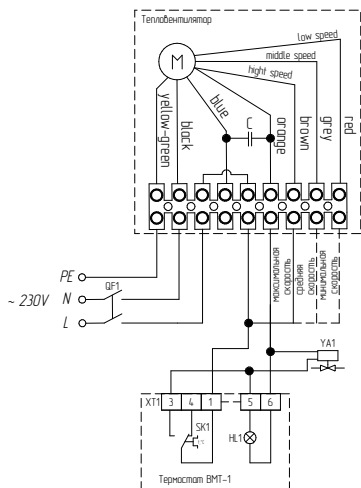 Тепловентилятор
low speed
middle speed
hight speed
M
yellow-green
black
blue
C
orange
brown
grey
red
PE
~ 230V
N
QF1
L
максимальная скорость
средняя скорость
минимальная скорость
YA1
XT1
3
4
1
5
6
SK1
t°C
HL1
Термостат ВМТ-1